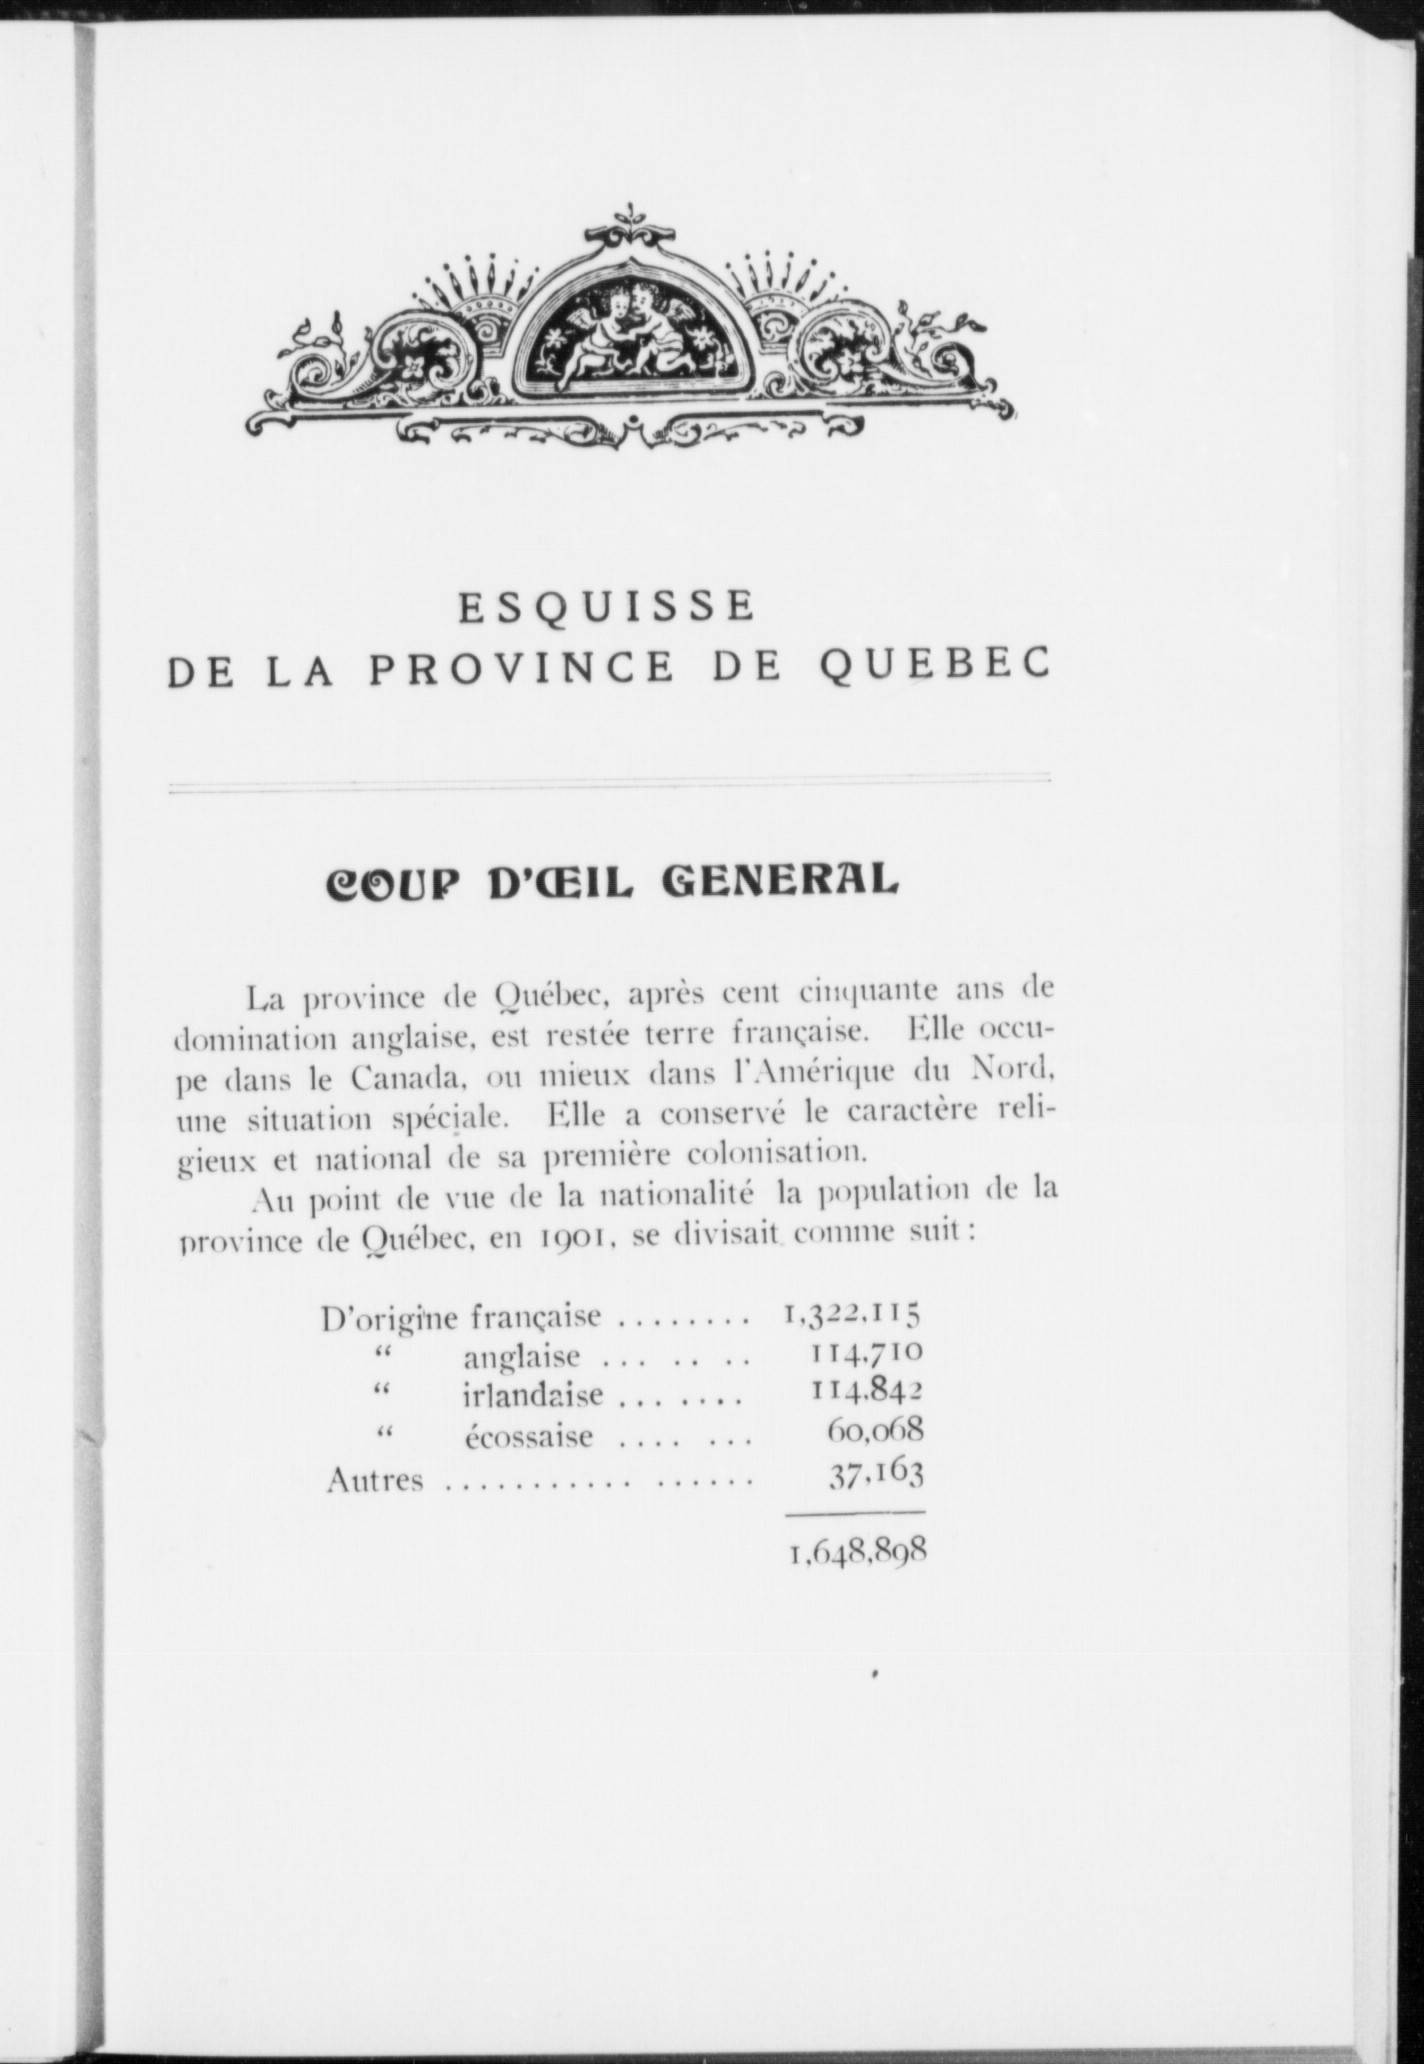 ESQUISSE
DE LA PROVINCE DE QUEBEC
COUP D'ŒIL GENERAL
La province de Québec, après cent cinquante ans de
domination anglaise, est restée terre française. Elle occu-
pe dans le Canada, ou mieux dans l'Amérique du Nord,
une situation spéciale. Elle a conservé le caractère reli-
gieux et national de sa première colonisation.
Au point de vue de la nationalité la population de la
province de Québec, en 1901, se divisait comme suit :
D'origine française ........ 1,322,115
“ anglaise ... .. .. 114,710
“ irlandaise ... .... 114,842
“ écossaise .... ... 60,068
Autres ........... ...... 37,163
1,648,898